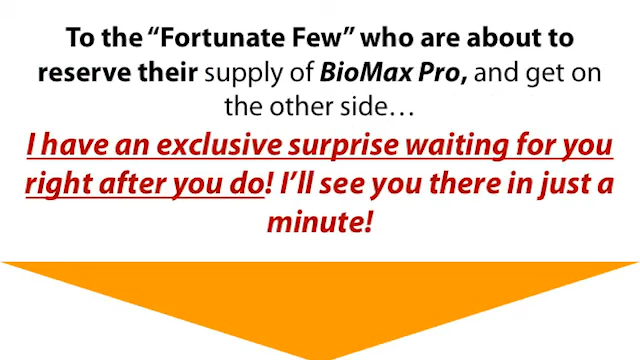 To the “Fortunate Few” who are about to
reserve their supply of BioMax Pro, and get on
the other side…
I have an exclusive surprise waiting for you
right after you do! I’ll see you there in just a
minute!